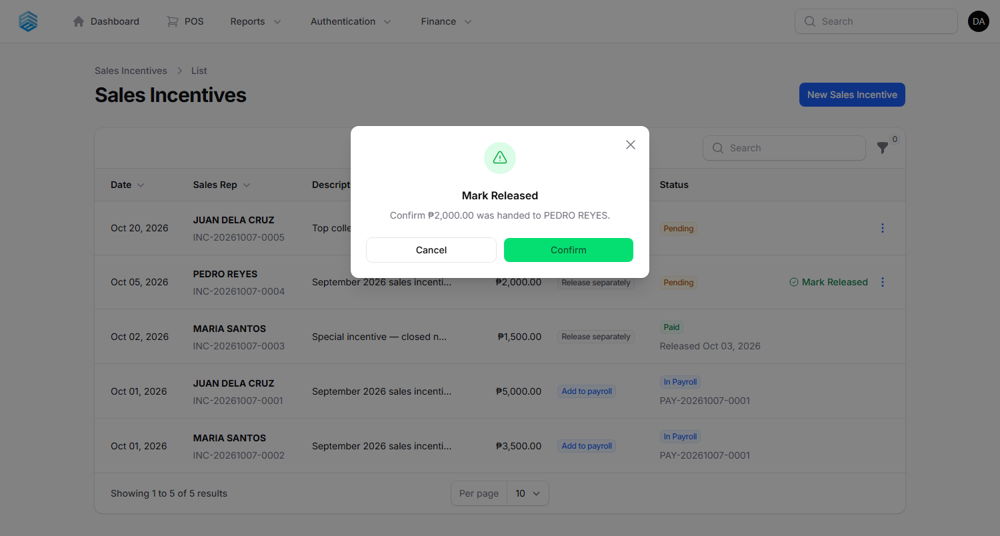 Dashboard POS Reports Authentication Finance Search DA
Sales Incentives List
Sales Incentives New Sales Incentive
Search 0
Mark Released
Confirm ₱2,000.00 was handed to PEDRO REYES.
Cancel Confirm
Date Sales Rep Descript Status
Oct 20, 2026 JUAN DELA CRUZ INC-20261007-0005 Top colle Pending
Oct 05, 2026 PEDRO REYES INC-20261007-0004 September 2026 sales incenti... ₱2,000.00 Release separately Pending Mark Released
Oct 02, 2026 MARIA SANTOS INC-20261007-0003 Special incentive — closed n... ₱1,500.00 Release separately Paid Released Oct 03, 2026
Oct 01, 2026 JUAN DELA CRUZ INC-20261007-0001 September 2026 sales incenti... ₱5,000.00 Add to payroll In Payroll PAY-20261007-0001
Oct 01, 2026 MARIA SANTOS INC-20261007-0002 September 2026 sales incenti... ₱3,500.00 Add to payroll In Payroll PAY-20261007-0001
Showing 1 to 5 of 5 results Per page 10